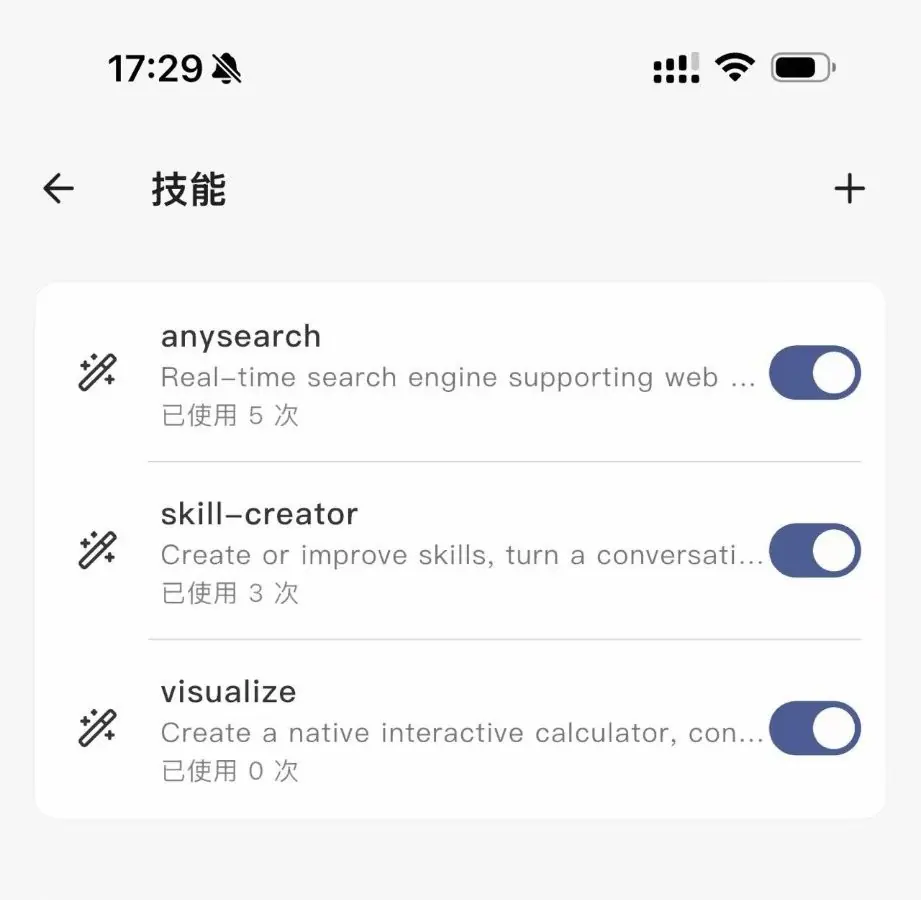 17:29
技能
anysearch
Real-time search engine supporting web ...
已使用 5 次
skill-creator
Create or improve skills, turn a conversati...
已使用 3 次
visualize
Create a native interactive calculator, con...
已使用 0 次